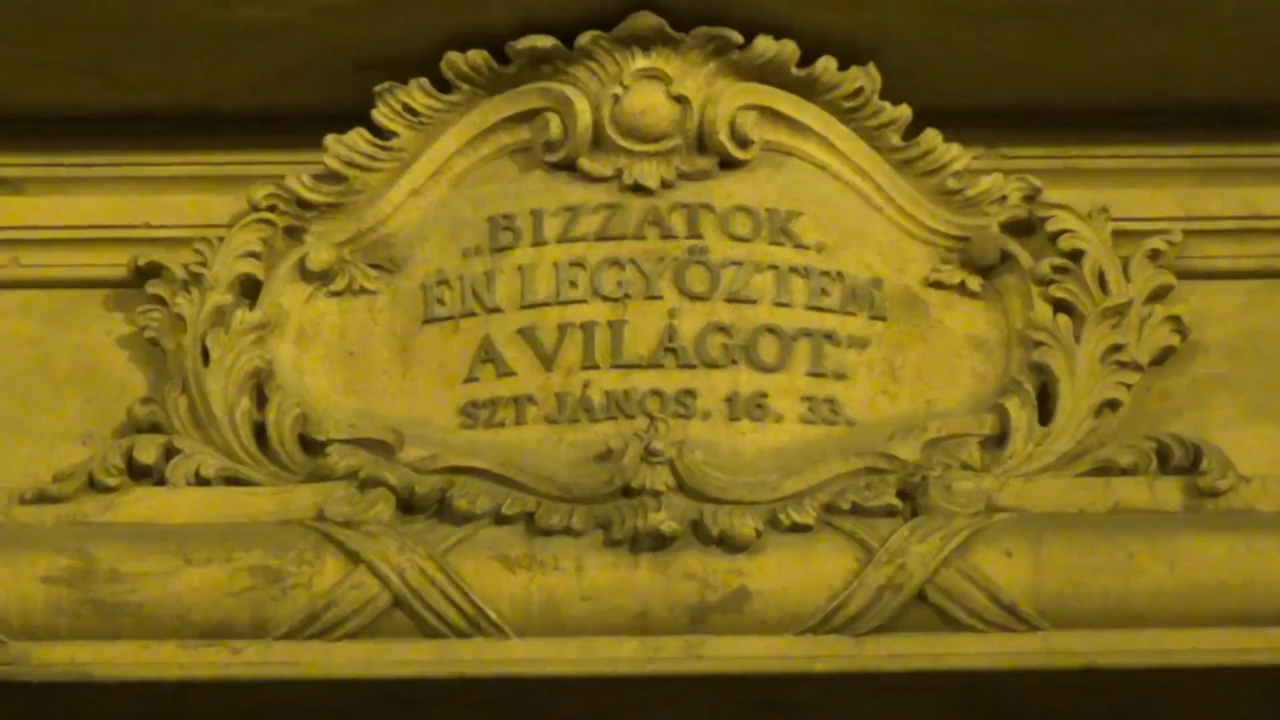 „BIZZATOK.
ÉN LEGYŐZTEM
A VILÁGOT.”
SZT JÁNOS. 16. 33.